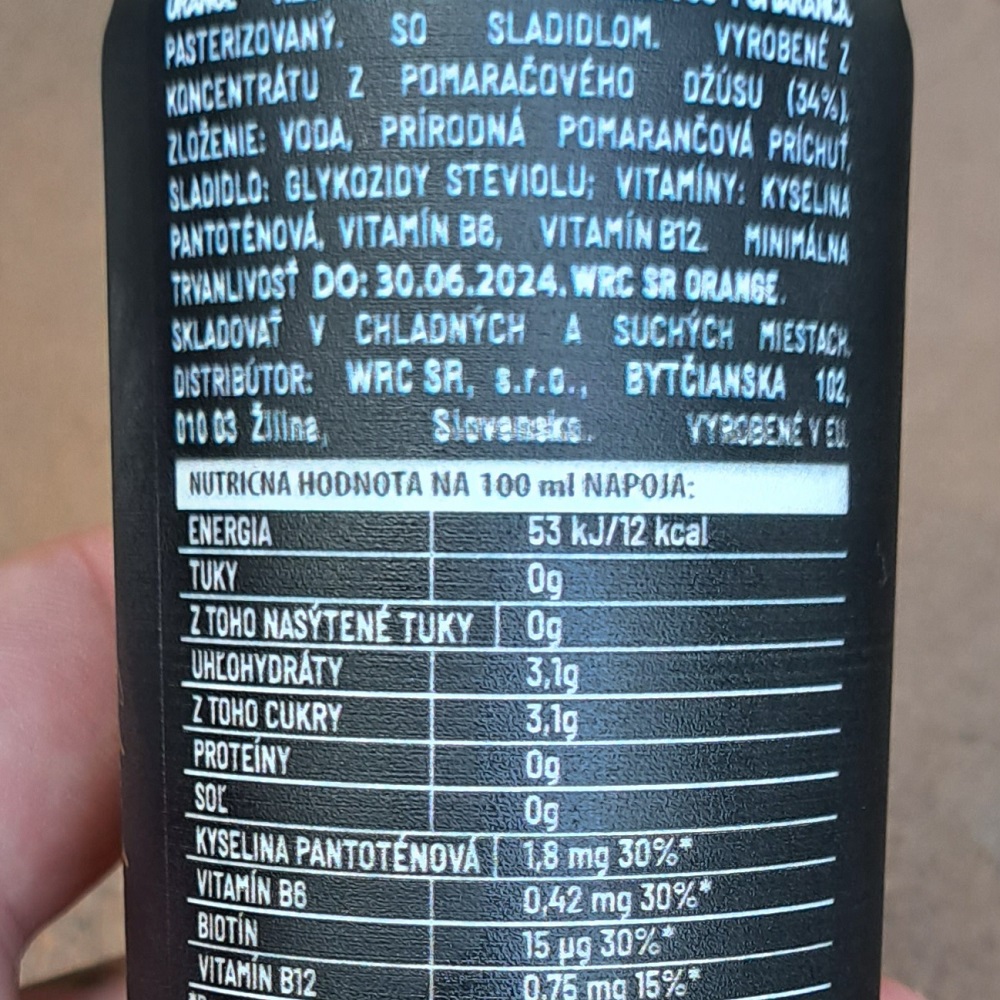 ORANGE
PASTERIZOVANÝ. SO SLADIDLOM. VYROBENÉ Z
KONCENTRÁTU Z POMARAČOVÉHO DŽÚSU (34%).
ZLOŽENIE: VODA, PRÍRODNÁ POMARANČOVÁ PRÍCHUŤ,
SLADIDLO: GLYKOZIDY STEVIOLU; VITAMÍNY: KYSELINA
PANTOTÉNOVÁ, VITAMÍN B6, VITAMÍN B12. MINIMÁLNA
TRVANLIVOSŤ DO: 30.06.2024. WRC SR ORANGE.
SKLADOVAŤ V CHLADNÝCH A SUCHÝCH MIESTACH.
DISTRIBÚTOR: WRC SR, s.r.o., BYTČIANSKA 102,
010 03 Žilina, Slovensko. VYROBENÉ V EÚ.
NUTRIČNA HODNOTA NA 100 ml NAPOJA:
ENERGIA 53 kJ/12 kcal
TUKY 0g
Z TOHO NASÝTENÉ TUKY 0g
UHĽOHYDRÁTY 3,1g
Z TOHO CUKRY 3,1g
PROTEÍNY 0g
SOĽ 0g
KYSELINA PANTOTÉNOVÁ 1,8 mg 30%*
VITAMÍN B6 0,42 mg 30%*
BIOTÍN 15 µg 30%*
VITAMÍN B12 0,75 mg 15%*